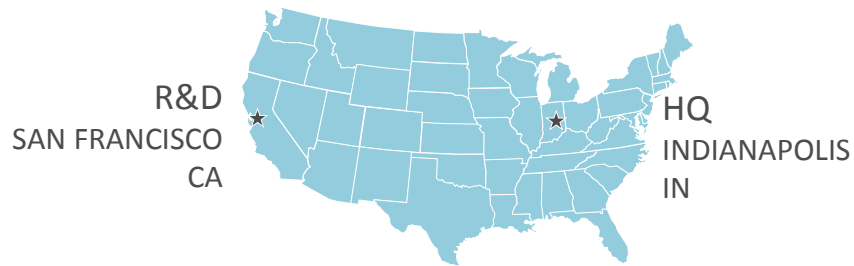 R&D
SAN FRANCISCO
CA
HQ
INDIANAPOLIS
IN